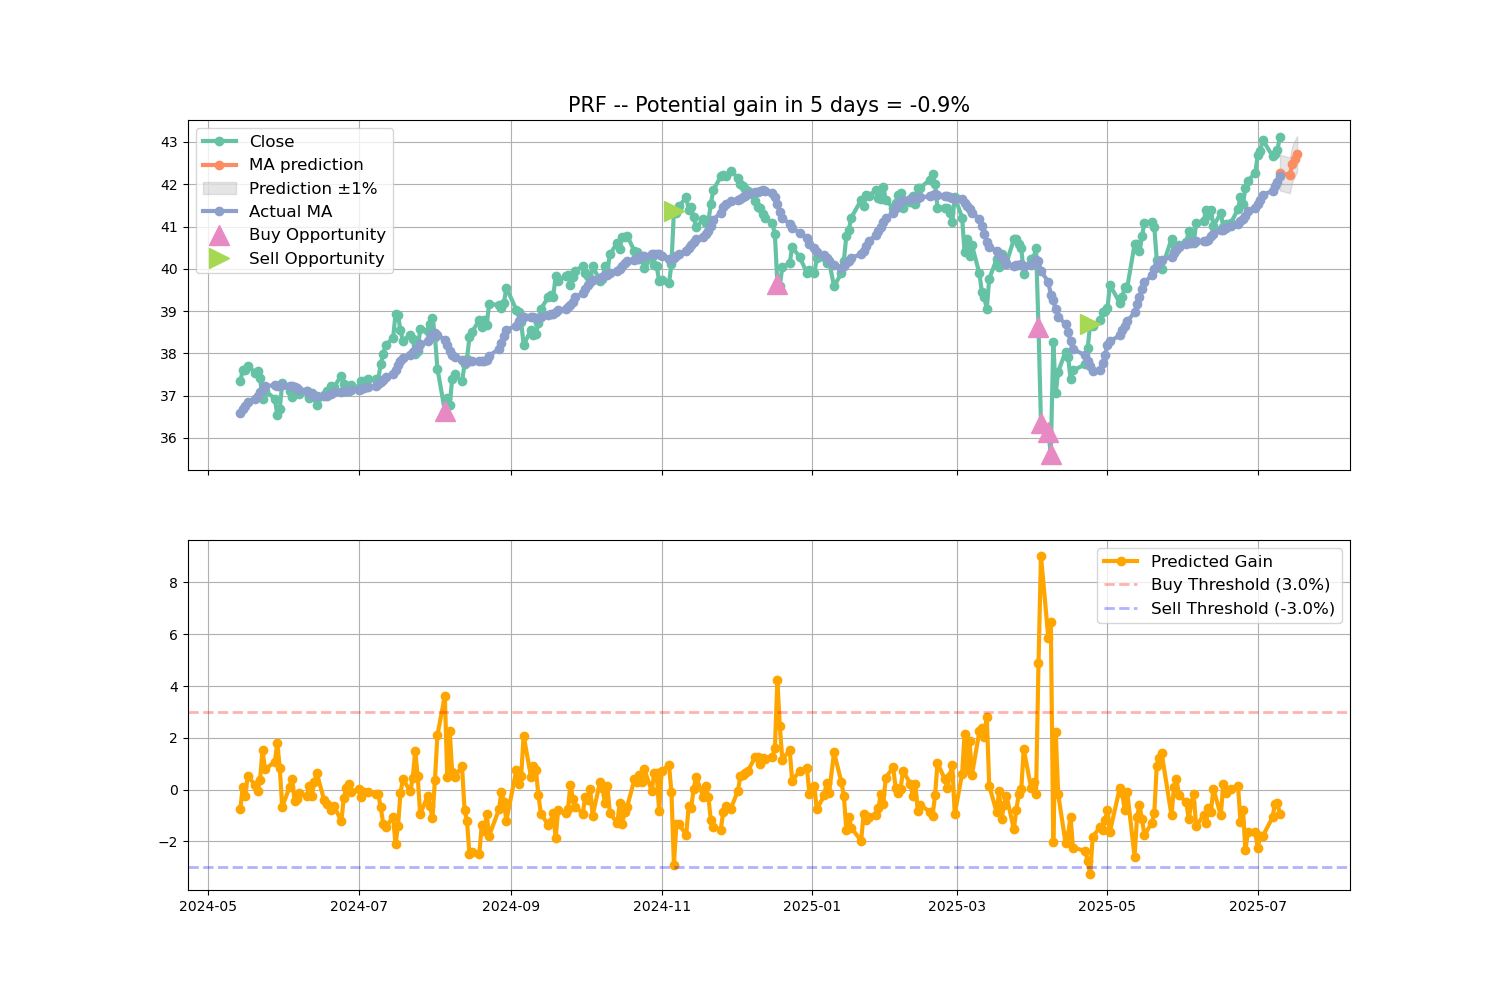 PRF -- Potential gain in 5 days = -0.9%
43
42
41
40
39
38
37
36
Close
MA prediction
Prediction ±1%
Actual MA
Buy Opportunity
Sell Opportunity
8
6
4
2
0
−2
Predicted Gain
Buy Threshold (3.0%)
Sell Threshold (-3.0%)
2024-05
2024-07
2024-09
2024-11
2025-01
2025-03
2025-05
2025-07